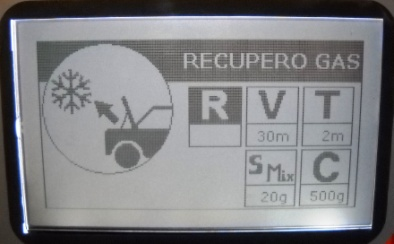 RECUPERO GAS
R V T
30m 2m
S Mix C
20g 500g